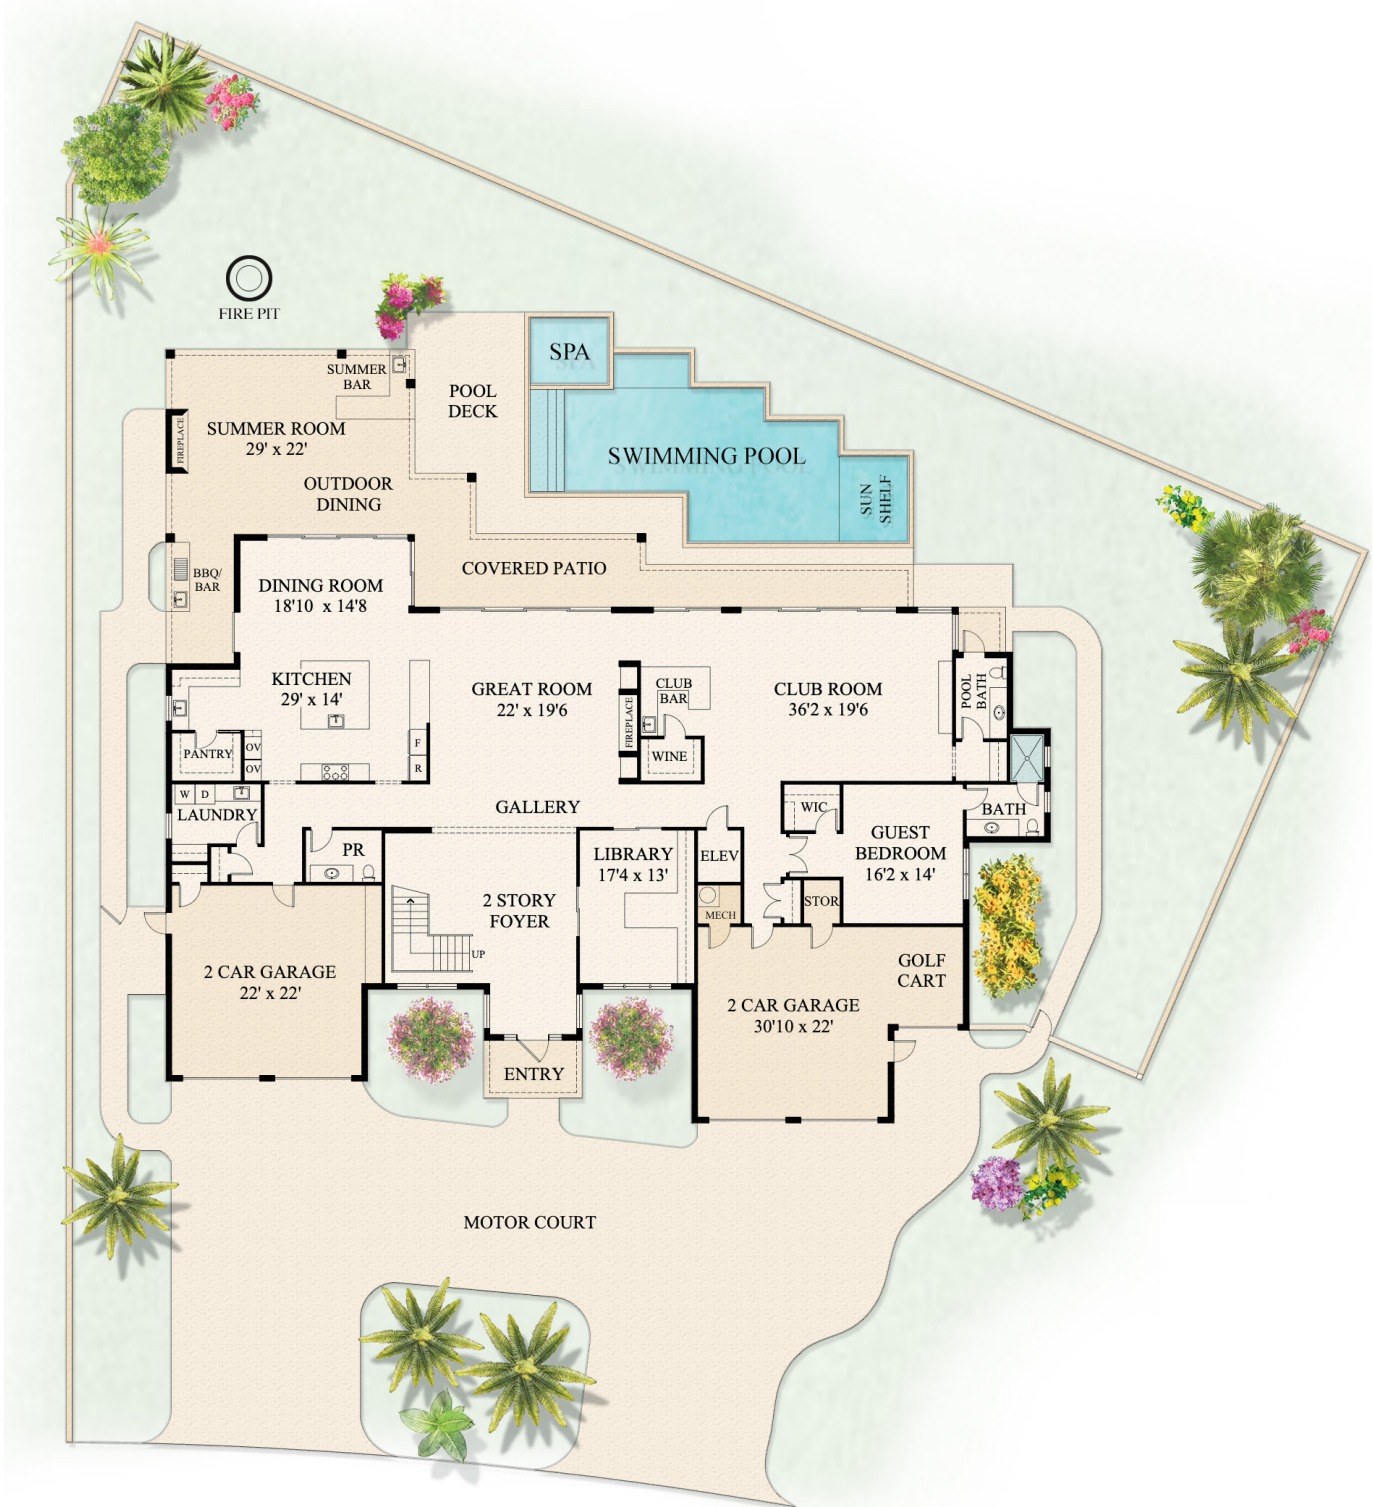 FIRE PIT
SPA
SUMMER
BAR
POOL
DECK
FIREPLACE
SUMMER ROOM
29' x 22'
SWIMMING POOL
OUTDOOR
DINING
SUN
SHELF
BBQ/
BAR
COVERED PATIO
DINING ROOM
18'10 x 14'8
KITCHEN
29' x 14'
GREAT ROOM
22' x 19'6
FIREPLACE
CLUB
BAR
CLUB ROOM
36'2 x 19'6
POOL
BATH
PANTRY
OV
OV
F
R
WINE
W D
LAUNDRY
GALLERY
WIC
BATH
PR
LIBRARY
17'4 x 13'
ELEV
GUEST
BEDROOM
16'2 x 14'
2 STORY
FOYER
UP
MECH
STOR
2 CAR GARAGE
22' x 22'
GOLF
CART
2 CAR GARAGE
30'10 x 22'
ENTRY
MOTOR COURT